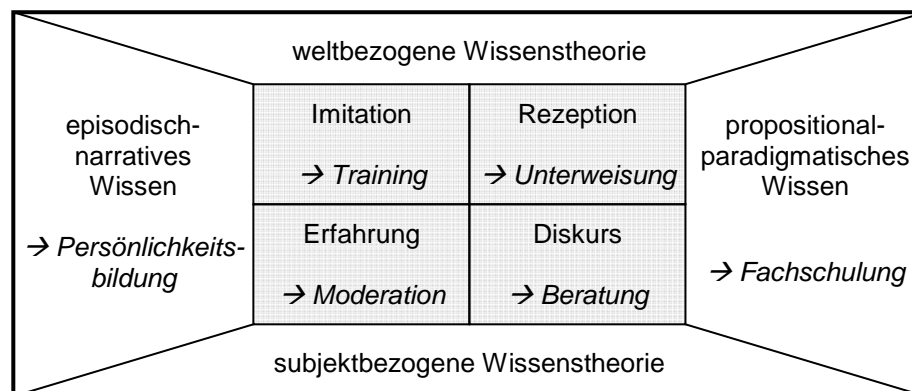 weltbezogene Wissenstheorie
episodisch-
narratives
Wissen
→ Persönlichkeits-
bildung
Imitation
→ Training
Rezeption
→ Unterweisung
Erfahrung
→ Moderation
Diskurs
→ Beratung
propositional-
paradigmatisches
Wissen
→ Fachschulung
subjektbezogene Wissenstheorie